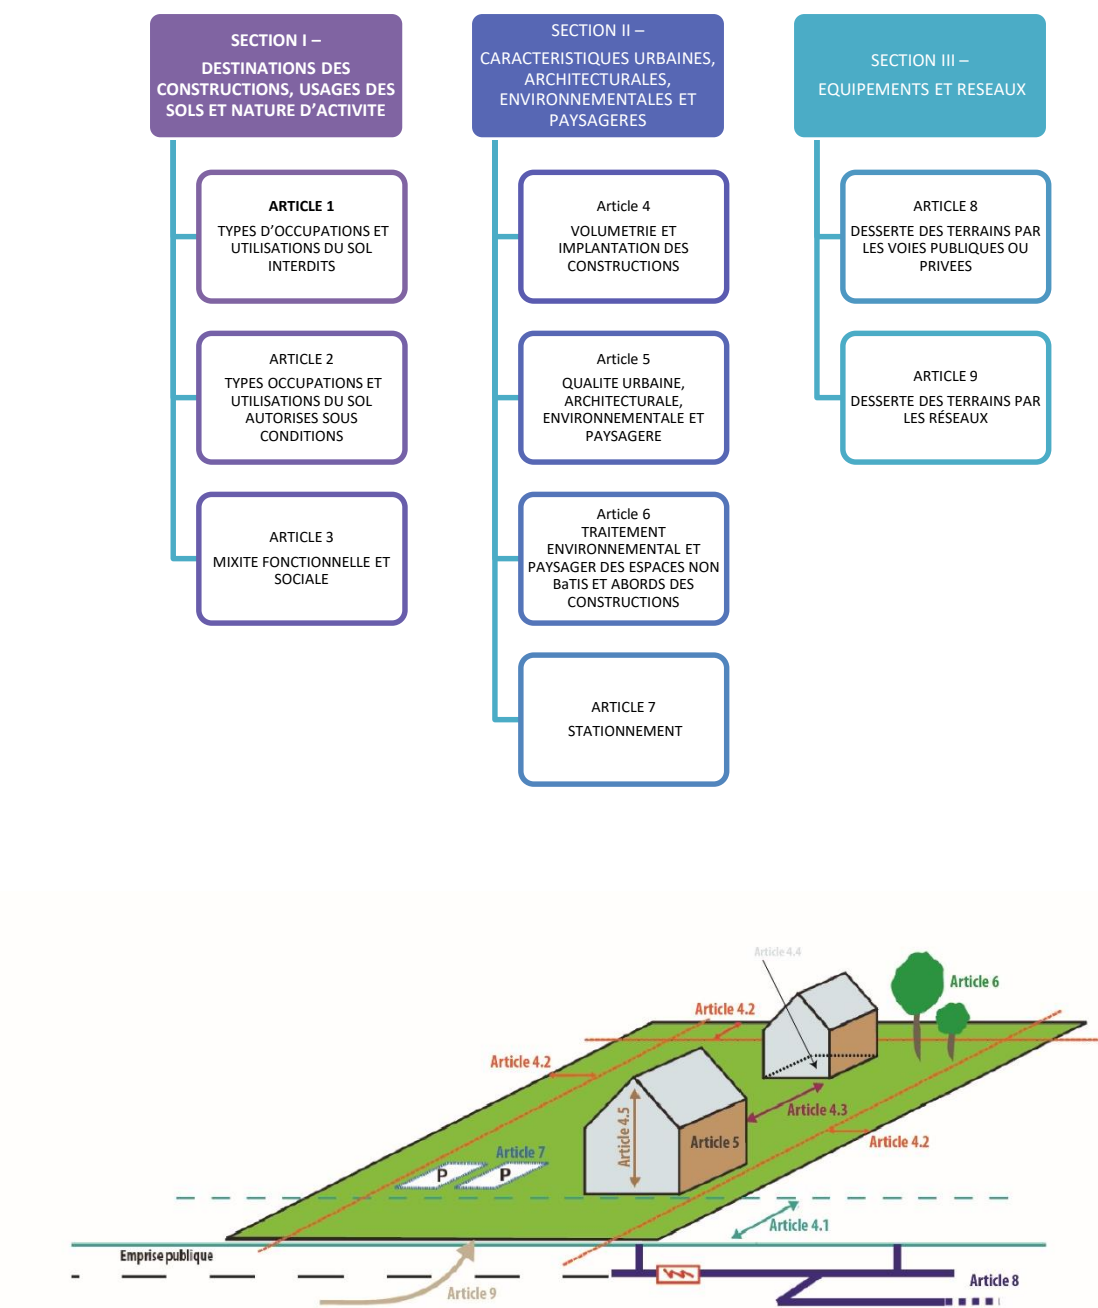 SECTION I –
DESTINATIONS DES
CONSTRUCTIONS, USAGES DES
SOLS ET NATURE D'ACTIVITE
ARTICLE 1
TYPES D'OCCUPATIONS ET
UTILISATIONS DU SOL
INTERDITS
ARTICLE 2
TYPES OCCUPATIONS ET
UTILISATIONS DU SOL
AUTORISES SOUS
CONDITIONS
ARTICLE 3
MIXITE FONCTIONNELLE ET
SOCIALE
SECTION II –
CARACTERISTIQUES URBAINES,
ARCHITECTURALES,
ENVIRONNEMENTALES ET
PAYSAGERES
Article 4
VOLUMETRIE ET
IMPLANTATION DES
CONSTRUCTIONS
Article 5
QUALITE URBAINE,
ARCHITECTURALE,
ENVIRONNEMENTALE ET
PAYSAGERE
Article 6
TRAITEMENT
ENVIRONNEMENTAL ET
PAYSAGER DES ESPACES NON
BaTIS ET ABORDS DES
CONSTRUCTIONS
ARTICLE 7
STATIONNEMENT
SECTION III –
EQUIPEMENTS ET RESEAUX
ARTICLE 8
DESSERTE DES TERRAINS PAR
LES VOIES PUBLIQUES OU
PRIVEES
ARTICLE 9
DESSERTE DES TERRAINS PAR
LES RÉSEAUX
Article 4.4
Article 6
Article 4.2
Article 4.2
Article 4.3
Article 4.5
Article 5
Article 4.2
Article 7
P
P
Article 4.1
Emprise publique
Article 9
Article 8